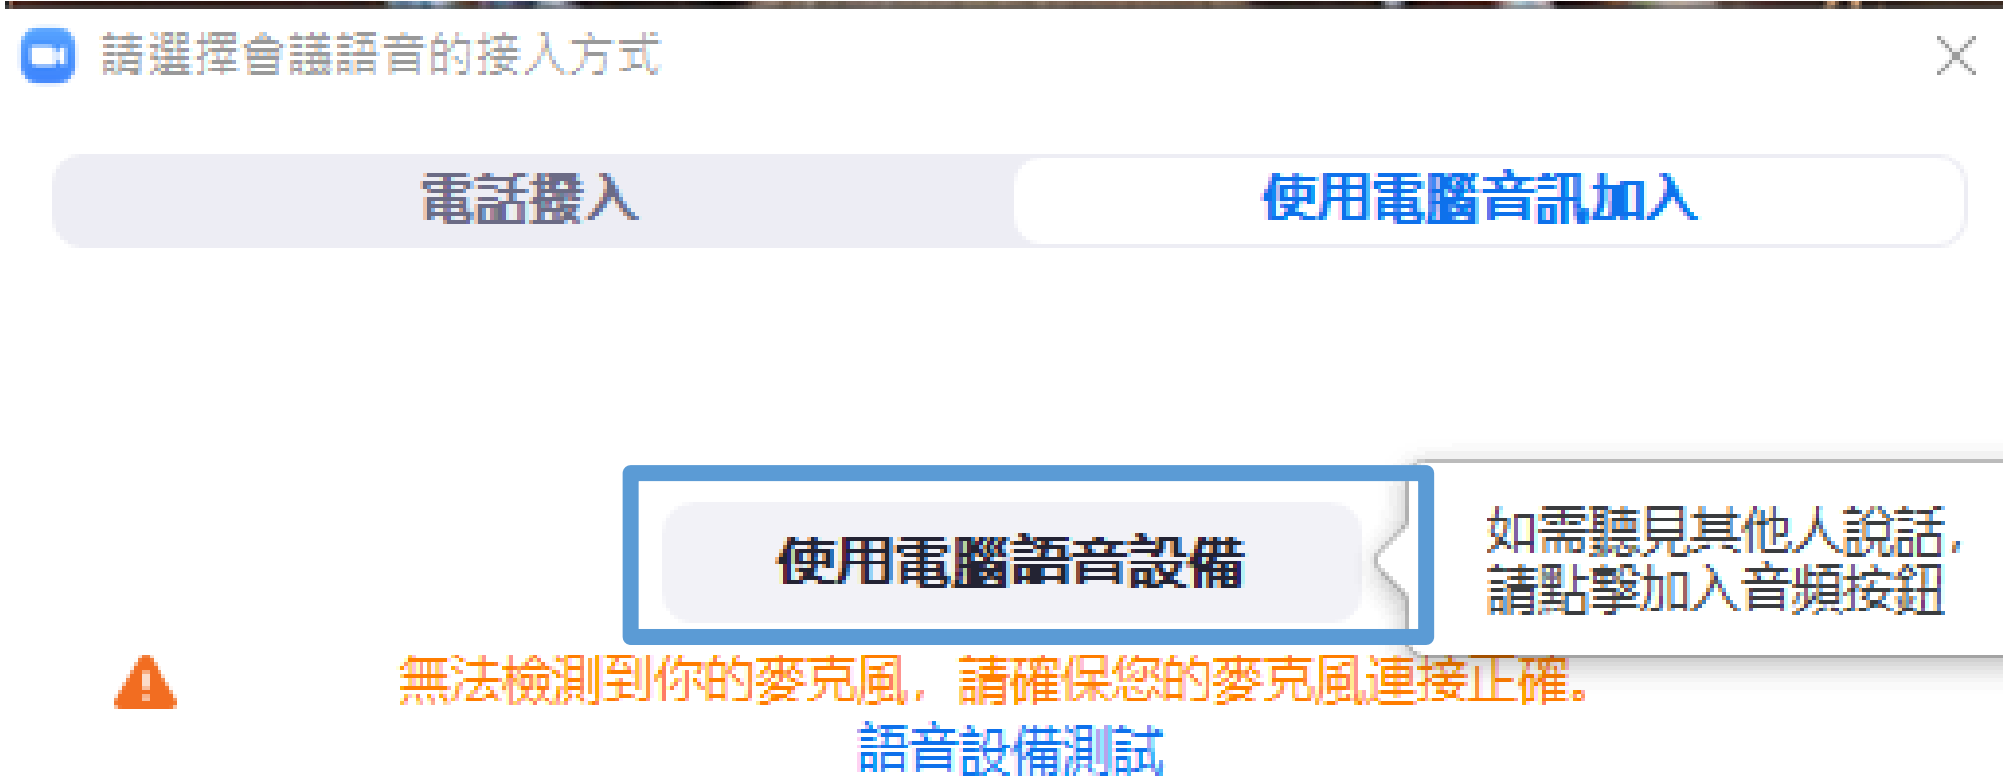 請選擇會議語音的接入方式
電話撥入
使用電腦音訊加入
使用電腦語音設備
如需聽見其他人說話，
請點擊加入音頻按鈕
無法檢測到你的麥克風，請確保您的麥克風連接正確。
語音設備測試